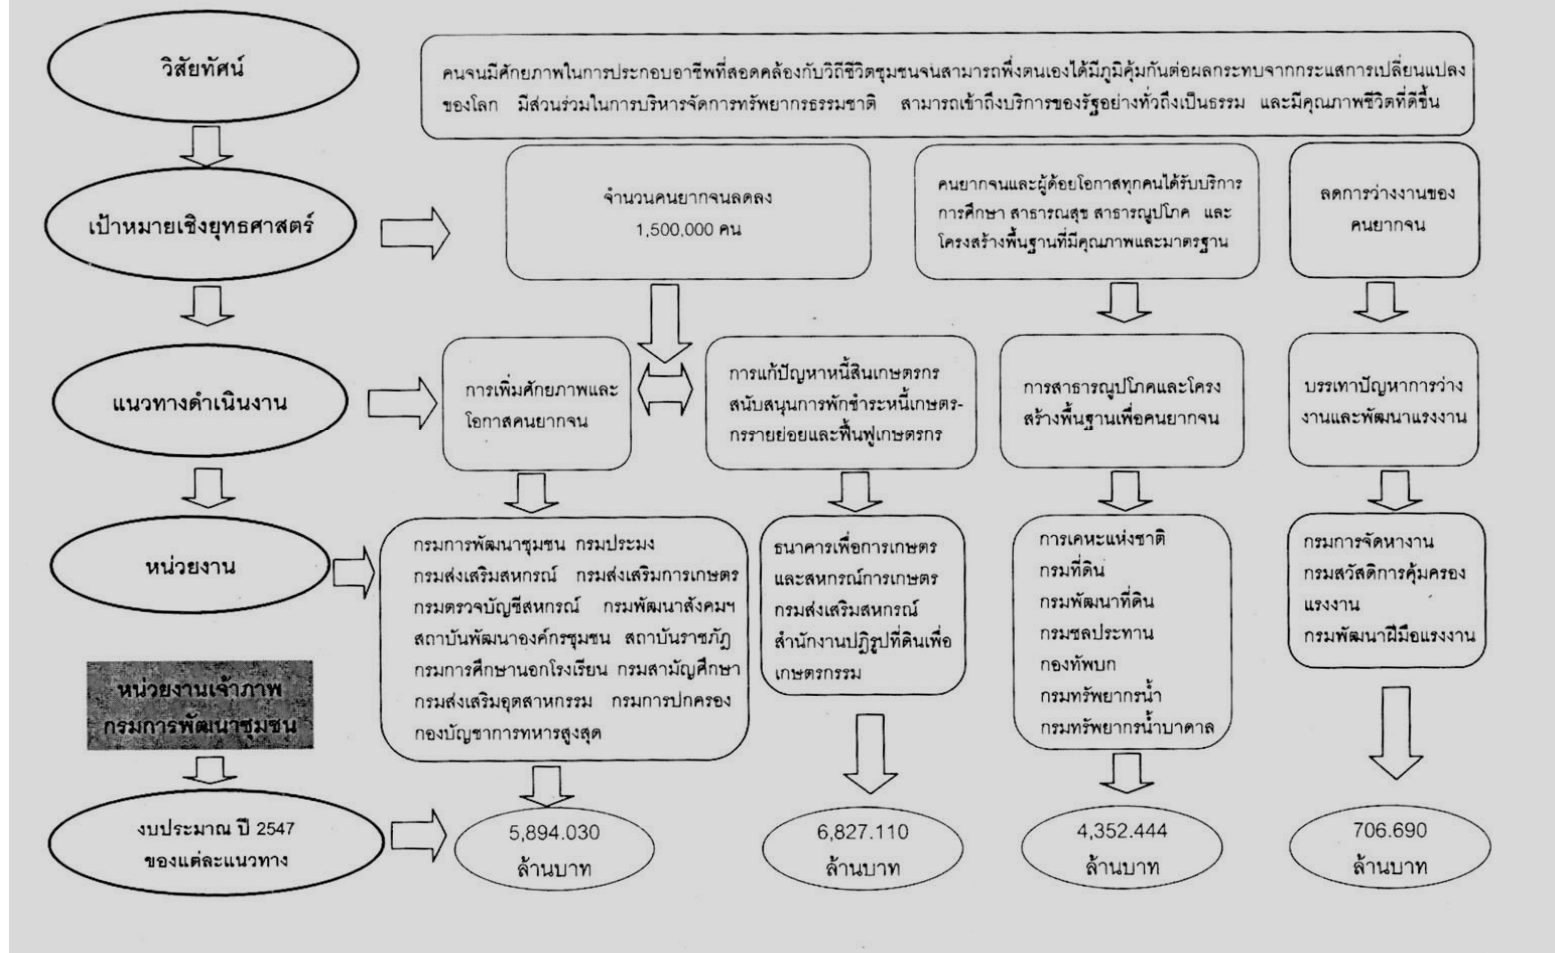 วิสัยทัศน์
คนจนมีศักยภาพในการประกอบอาชีพที่สอดคล้องกับวิถีชีวิตชุมชนจนสามารถพึ่งตนเองได้มีภูมิคุ้มกันต่อผลกระทบจากกระแสการเปลี่ยนแปลง
ของโลก มีส่วนร่วมในการบริหารจัดการทรัพยากรธรรมชาติ สามารถเข้าถึงบริการของรัฐอย่างทั่วถึงเป็นธรรม และมีคุณภาพชีวิตที่ดีขึ้น
เป้าหมายเชิงยุทธศาสตร์
จำนวนคนยากจนลดลง
1,500,000 คน
คนยากจนและผู้ด้อยโอกาสทุกคนได้รับบริการ
การศึกษา สาธารณสุข สาธารณูปโภค และ
โครงสร้างพื้นฐานที่มีคุณภาพและมาตรฐาน
ลดการว่างงานของ
คนยากจน
แนวทางดำเนินงาน
การเพิ่มศักยภาพและ
โอกาสคนยากจน
การแก้ปัญหาหนี้สินเกษตรกร
สนับสนุนการพักชำระหนี้เกษตร-
กรรายย่อยและฟื้นฟูเกษตรกร
การสาธารณูปโภคและโครง
สร้างพื้นฐานเพื่อคนยากจน
บรรเทาปัญหาการว่าง
งานและพัฒนาแรงงาน
หน่วยงาน
กรมการพัฒนาชุมชน กรมประมง
กรมส่งเสริมสหกรณ์ กรมส่งเสริมการเกษตร
กรมตรวจบัญชีสหกรณ์ กรมพัฒนาสังคมฯ
สถาบันพัฒนาองค์กรชุมชน สถาบันราชภัฏ
กรมการศึกษานอกโรงเรียน กรมสามัญศึกษา
กรมส่งเสริมอุตสาหกรรม กรมการปกครอง
กองบัญชาการทหารสูงสุด
ธนาคารเพื่อการเกษตร
และสหกรณ์การเกษตร
กรมส่งเสริมสหกรณ์
สำนักงานปฏิรูปที่ดินเพื่อ
เกษตรกรรม
การเคหะแห่งชาติ
กรมที่ดิน
กรมพัฒนาที่ดิน
กรมชลประทาน
กองทัพบก
กรมทรัพยากรน้ำ
กรมทรัพยากรน้ำบาดาล
กรมการจัดหางาน
กรมสวัสดิการคุ้มครอง
แรงงาน
กรมพัฒนาฝีมือแรงงาน
หน่วยงานเจ้าภาพ
กรมการพัฒนาชุมชน
งบประมาณ ปี 2547
ของแต่ละแนวทาง
5,894.030
ล้านบาท
6,827.110
ล้านบาท
4,352.444
ล้านบาท
706.690
ล้านบาท